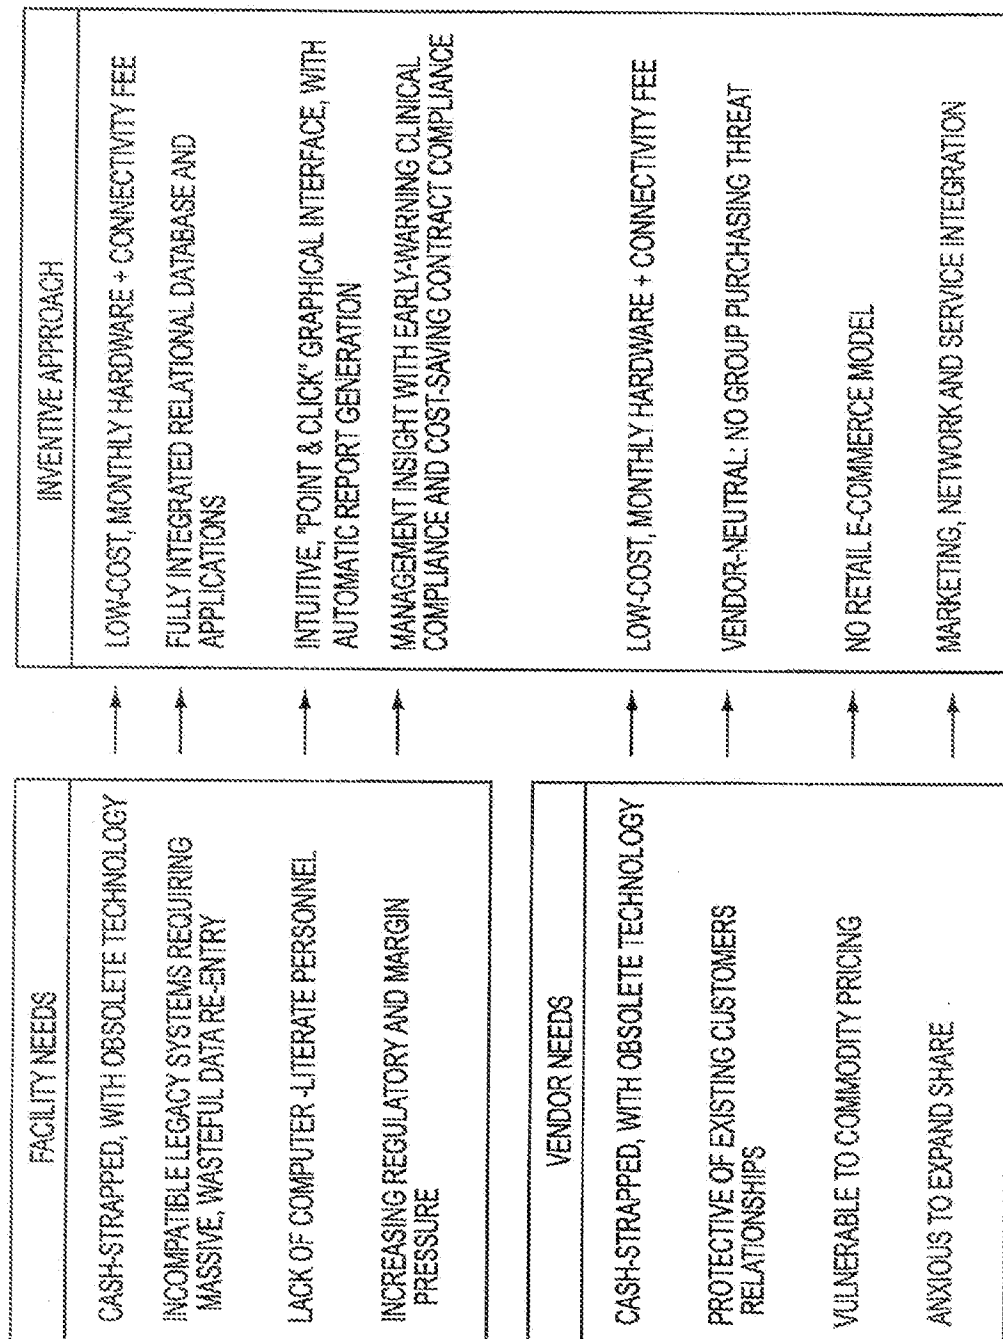 FACILITY NEEDS
CASH-STRAPPED, WITH OBSOLETE TECHNOLOGY
INCOMPATIBLE LEGACY SYSTEMS REQUIRING
MASSIVE, WASTEFUL DATA RE-ENTRY
LACK OF COMPUTER-LITERATE PERSONNEL
INCREASING REGULATORY AND MARGIN
PRESSURE
VENDOR NEEDS
CASH-STRAPPED, WITH OBSOLETE TECHNOLOGY
PROTECTIVE OF EXISTING CUSTOMERS
RELATIONSHIPS
VULNERABLE TO COMMODITY PRICING
ANXIOUS TO EXPAND SHARE
INVENTIVE APPROACH
LOW-COST, MONTHLY HARDWARE + CONNECTIVITY FEE
FULLY INTEGRATED RELATIONAL DATABASE AND
APPLICATIONS
INTUITIVE, "POINT & CLICK" GRAPHICAL INTERFACE, WITH
AUTOMATIC REPORT GENERATION
MANAGEMENT INSIGHT WITH EARLY-WARNING CLINICAL
COMPLIANCE AND COST-SAVING CONTRACT COMPLIANCE
LOW-COST, MONTHLY HARDWARE + CONNECTIVITY FEE
VENDOR-NEUTRAL: NO GROUP PURCHASING THREAT
NO RETAIL E-COMMERCE MODEL
MARKETING, NETWORK AND SERVICE INTEGRATION